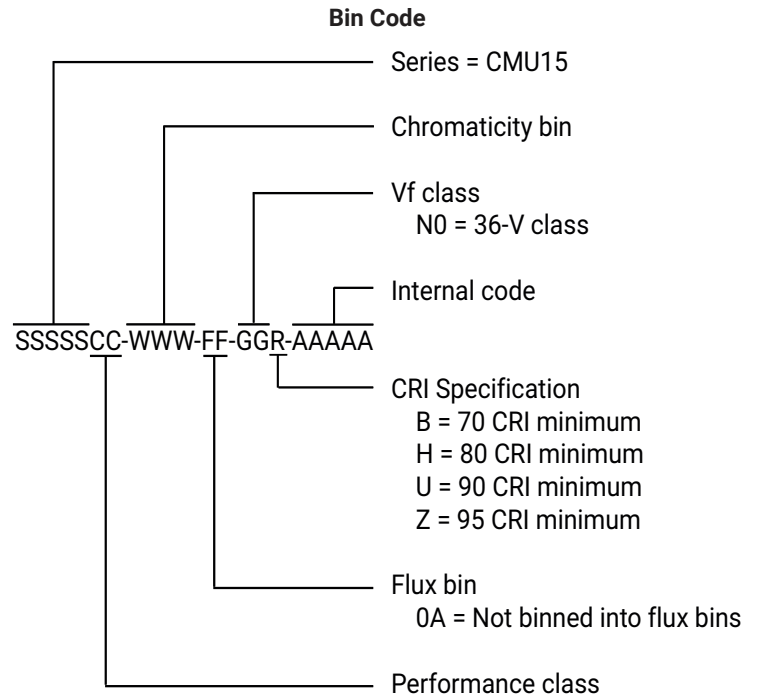 Bin Code
Series = CMU15
Chromaticity bin
Vf class
N0 = 36-V class
Internal code
SSSSSCC-WWW-FF-GGR-AAAAA
CRI Specification
B = 70 CRI minimum
H = 80 CRI minimum
U = 90 CRI minimum
Z = 95 CRI minimum
Flux bin
0A = Not binned into flux bins
Performance class